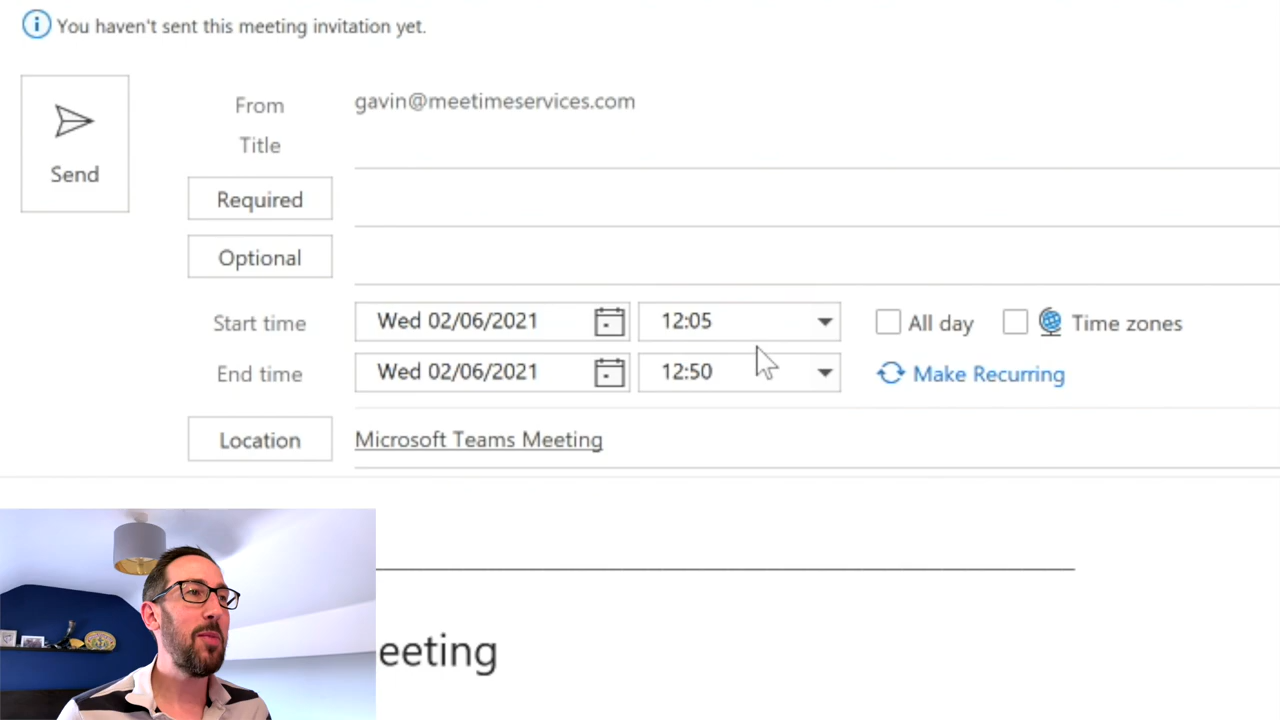 You haven't sent this meeting invitation yet.
Send
From gavin@meetimeservices.com
Title
Required
Optional
Start time Wed 02/06/2021 12:05 All day Time zones
End time Wed 02/06/2021 12:50 Make Recurring
Location Microsoft Teams Meeting
eeting